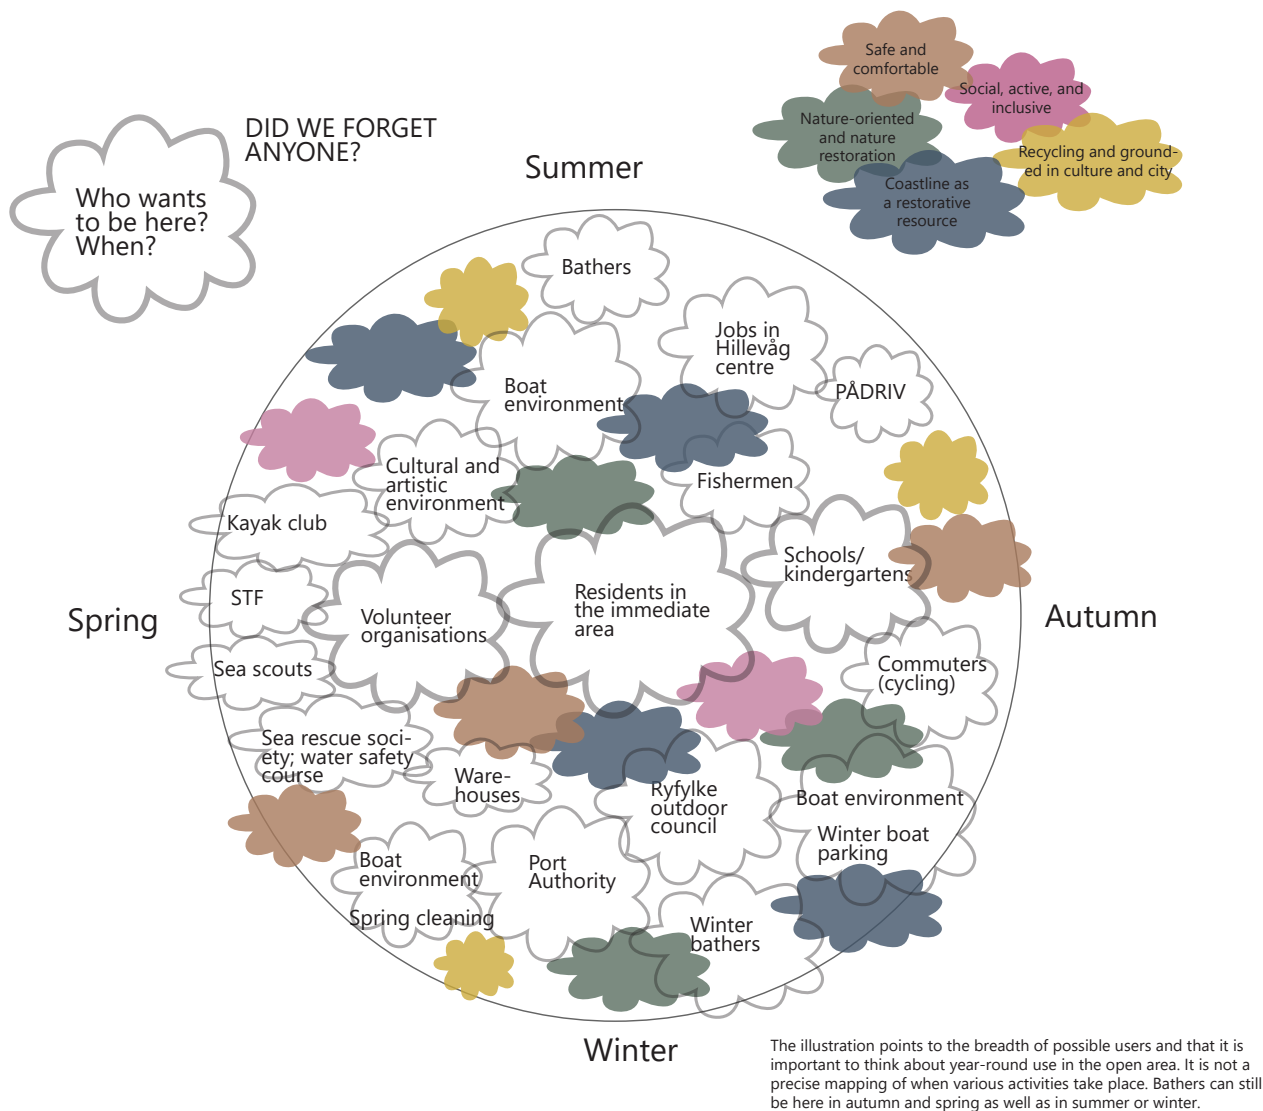 Safe and
comfortable
Social, active, and
inclusive
Nature-oriented
and nature
restoration
Recycling and ground-
ed in culture and city
Coastline as
a restorative
resource
DID WE FORGET
ANYONE?
Who wants
to be here?
When?
Summer
Bathers
Jobs in
Hillevåg
centre
PÅDRIV
Boat
environment
Cultural and
artistic
environment
Fishermen
Kayak club
Schools/
kindergartens
STF
Volunteer
organisations
Residents in
the immediate
area
Spring
Autumn
Sea scouts
Commuters
(cycling)
Sea rescue soci-
ety; water safety
course
Ware-
houses
Ryfylke
outdoor
council
Boat environment
Winter boat
parking
Boat
environment
Spring cleaning
Port
Authority
Winter
bathers
Winter
The illustration points to the breadth of possible users and that it is
important to think about year-round use in the open area. It is not a
precise mapping of when various activities take place. Bathers can still
be here in autumn and spring as well as in summer or winter.